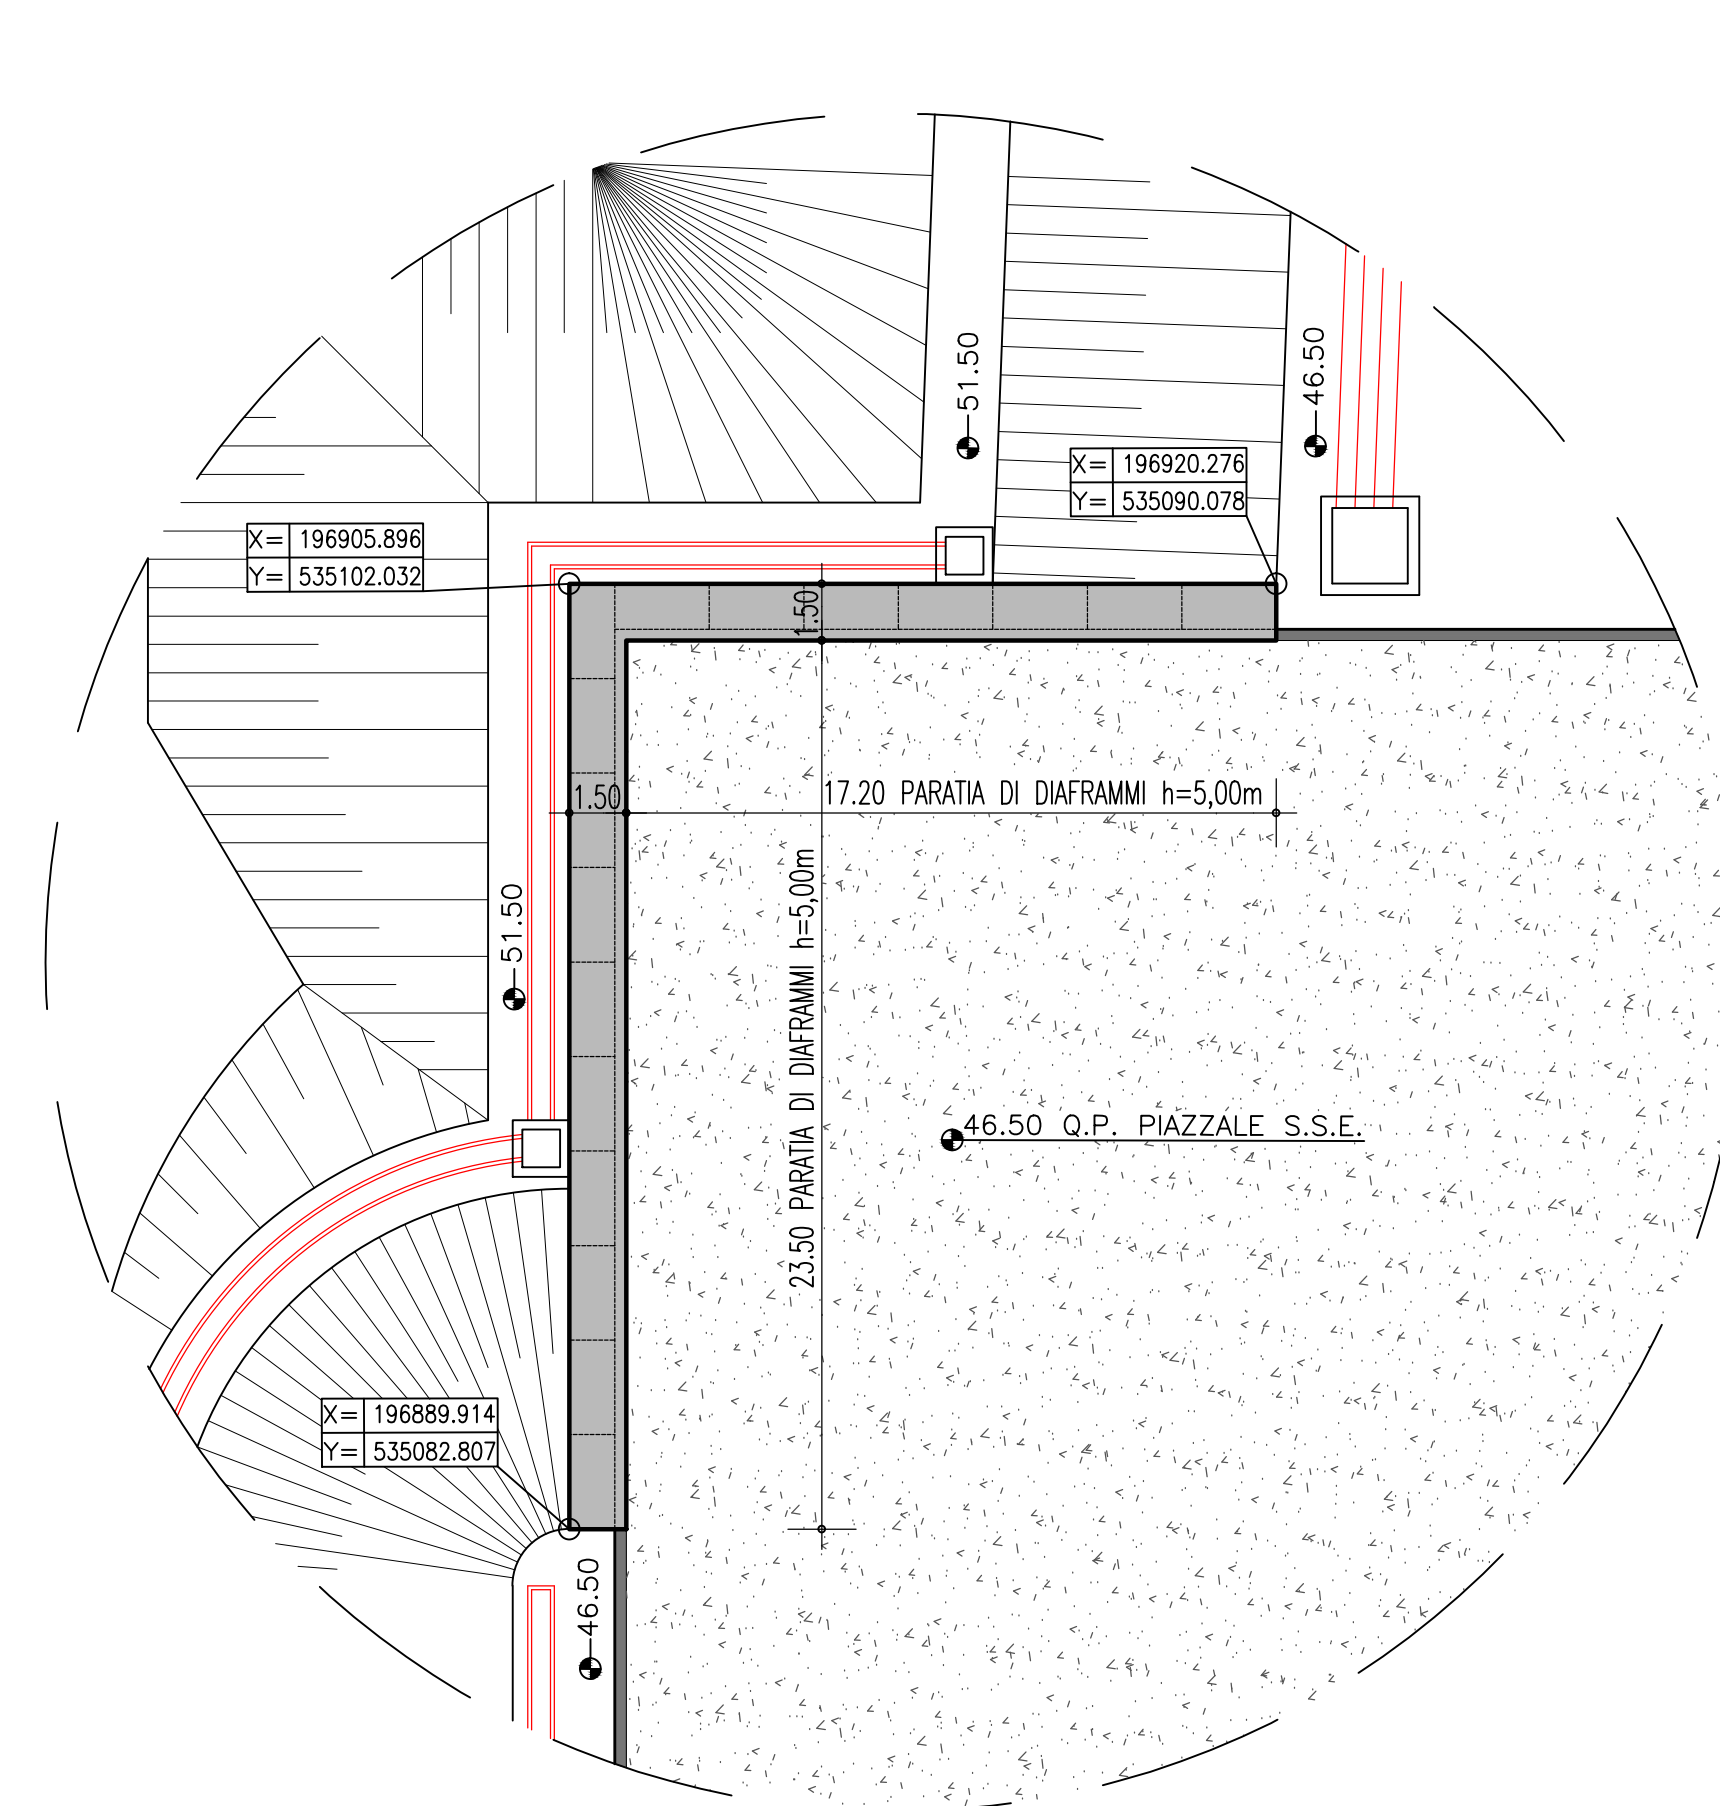 51.50
46.50
X= 196920.276
Y= 535090.078
X= 196905.896
Y= 535102.032
1.50
1.50
17.20 PARATIA DI DIAFRAMMI h=5,00m
23.50 PARATIA DI DIAFRAMMI h=5,00m
51.50
46.50 Q.P. PIAZZALE S.S.E.
X= 196889.914
Y= 535082.807
46.50